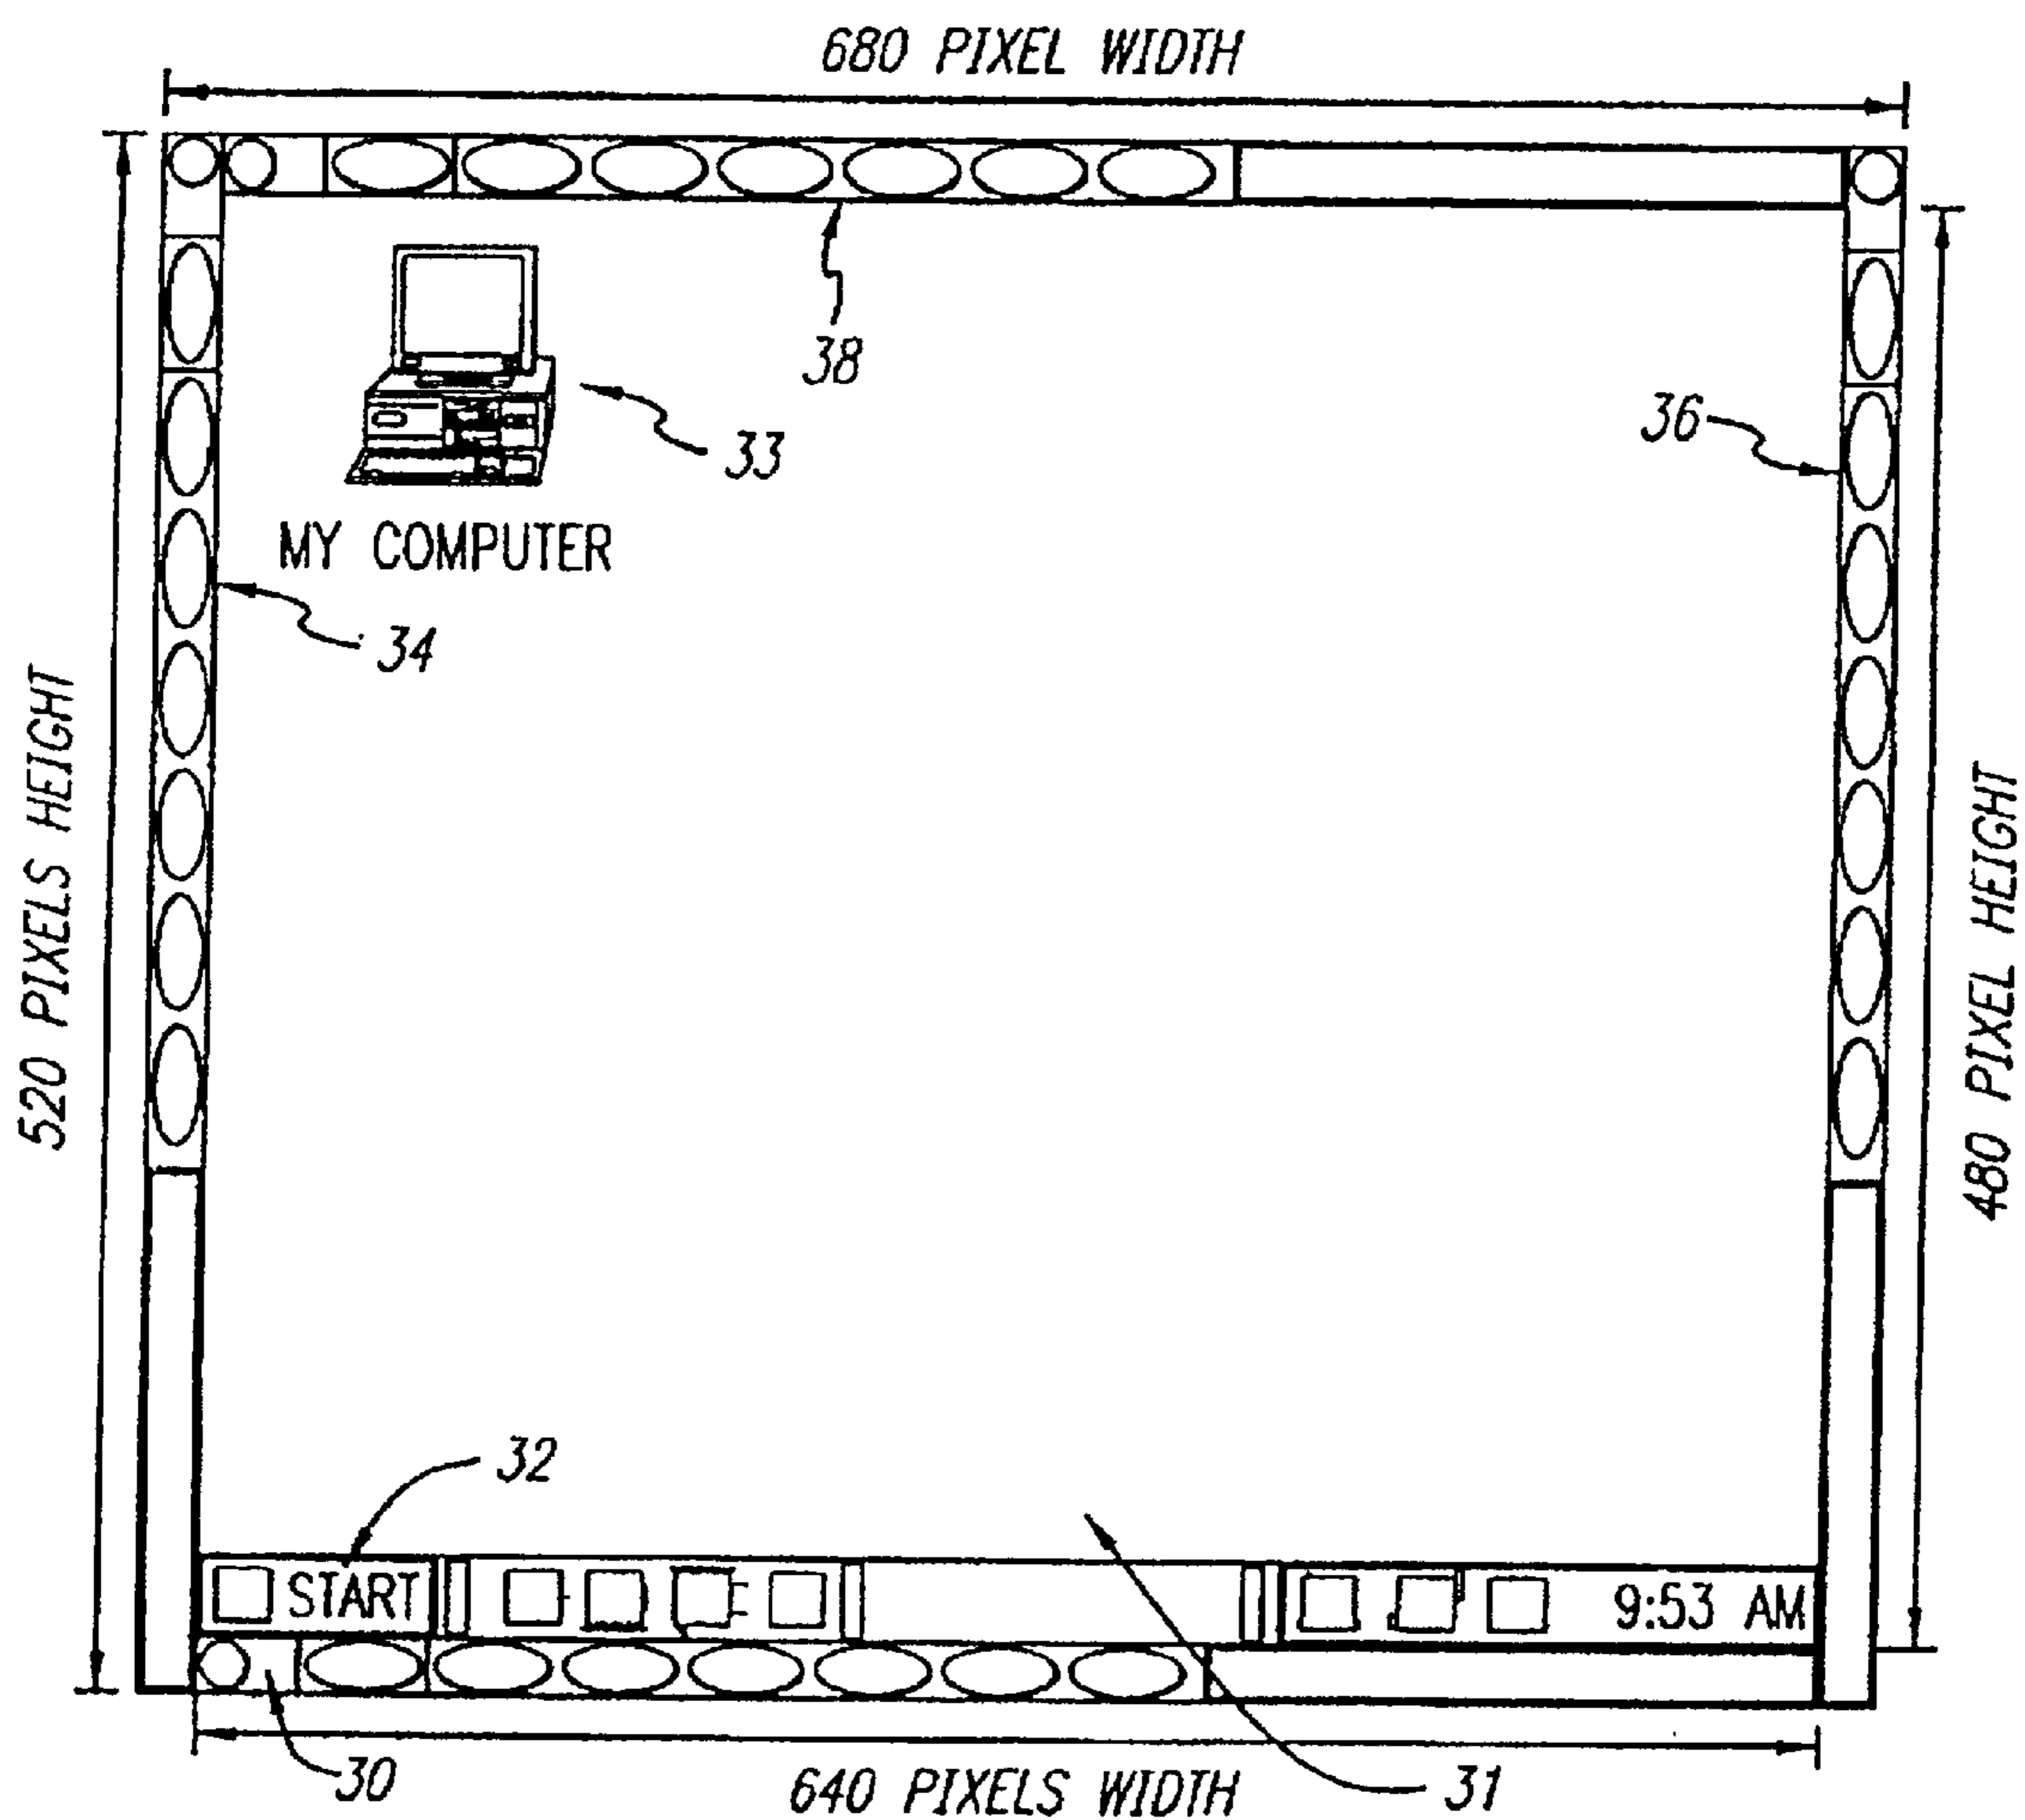 680 PIXEL WIDTH
38
33
36
MY COMPUTER
34
520 PIXELS HEIGHT
480 PIXEL HEIGHT
32
START
9:53 AM
30
640 PIXELS WIDTH
31